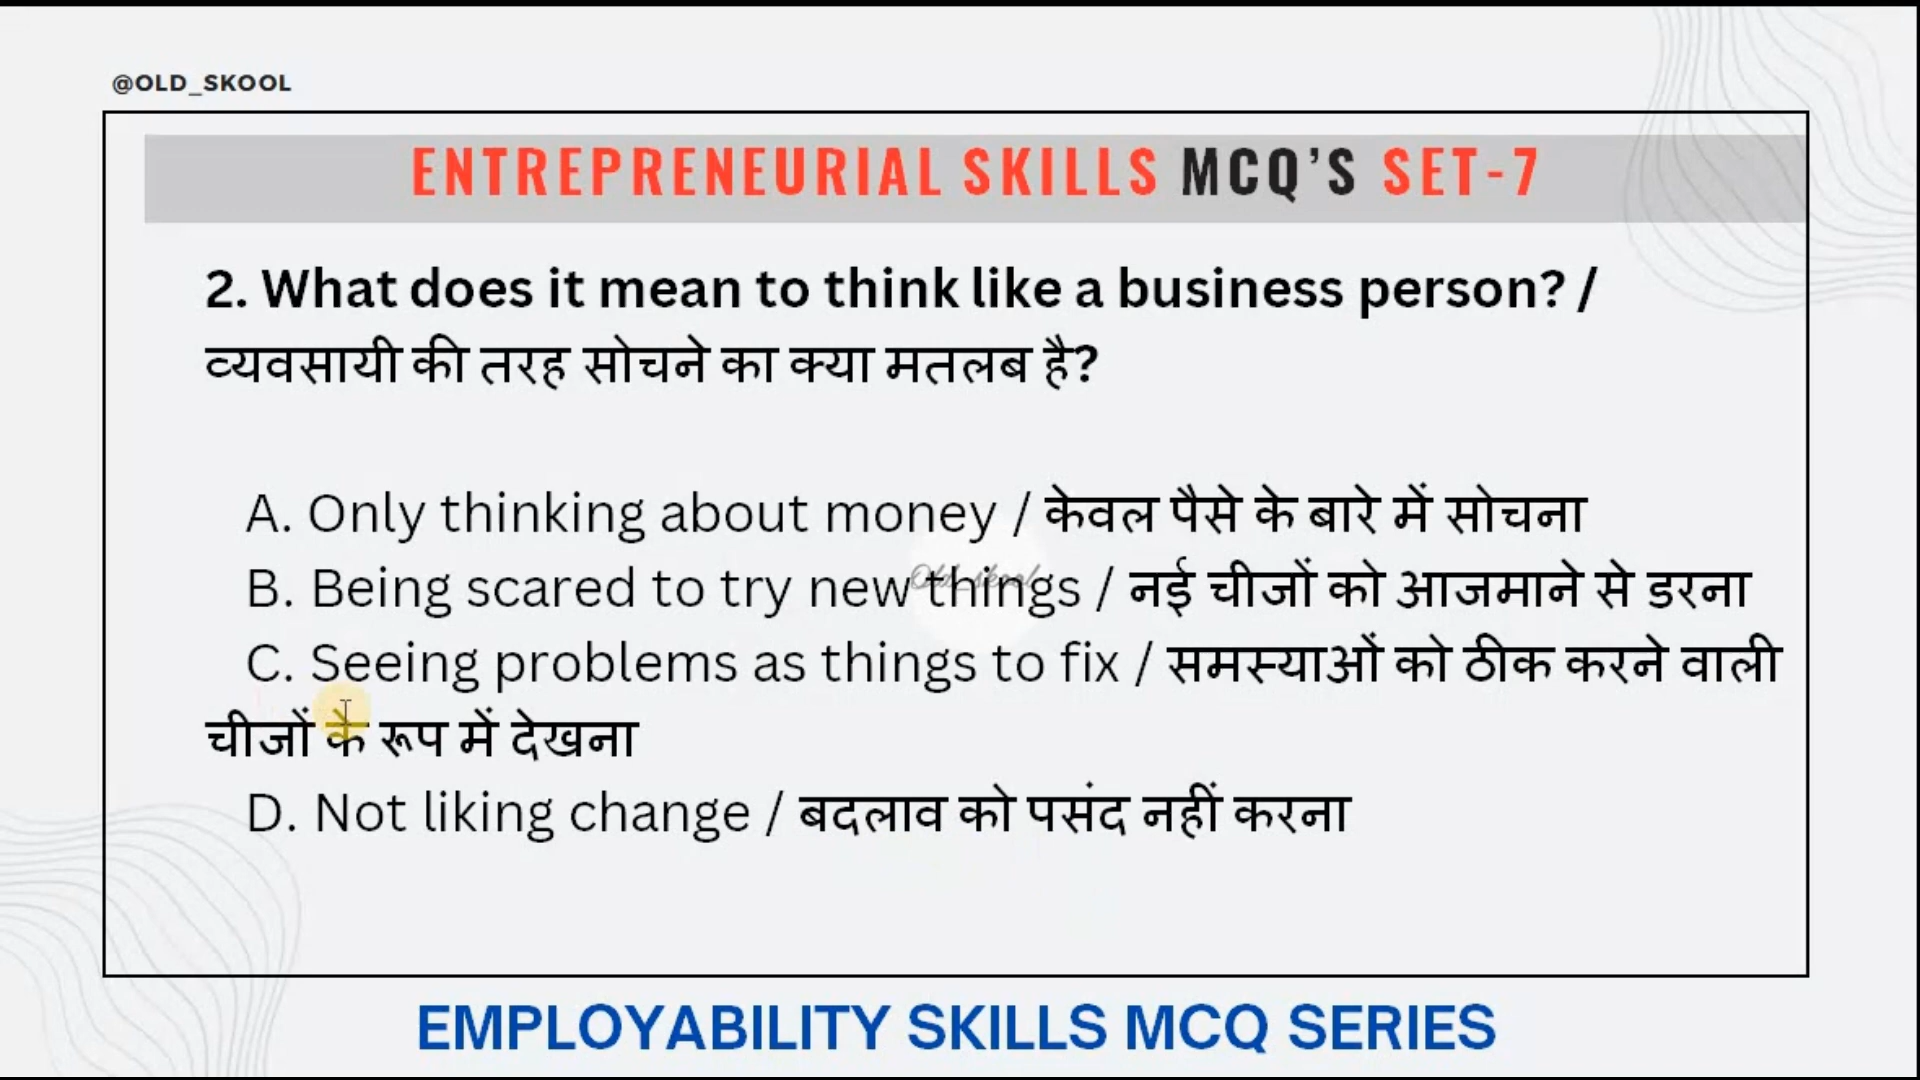 @OLD_SKOOL
ENTREPRENEURIAL SKILLS MCQ'S SET-7
2. What does it mean to think like a business person? /
व्यवसायी की तरह सोचने का क्या मतलब है?
A. Only thinking about money / केवल पैसे के बारे में सोचना
B. Being scared to try new things / नई चीजों को आजमाने से डरना
Old_skool
C. Seeing problems as things to fix / समस्याओं को ठीक करने वाली
चीजों के रूप में देखना
D. Not liking change / बदलाव को पसंद नहीं करना
EMPLOYABILITY SKILLS MCQ SERIES